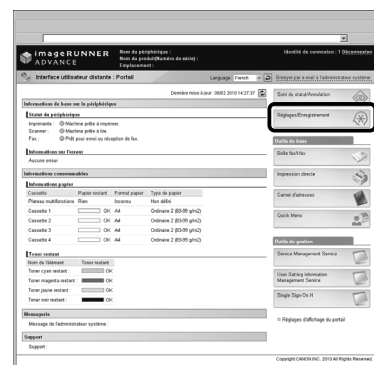 imageRUNNER
ADVANCE
Nom du périphérique :
Nom du produit(Numéro de série) :
Emplacement :
Identité de connexion : 1 Déconnexion
Interface utilisateur distante : Portail
Language: French
Envoyer par e-mail à l'administrateur système
Dernière mise à jour : 08/02 2010 14:37:37
Informations de base sur le périphérique
Statut du périphérique
Imprimante : Machine prête à imprimer.
Scanner : Machine prête à lire.
Fax : Prêt pour envoi ou réception de fax.
Informations sur l'erreur
Aucune erreur
Informations consommables
Informations papier
Cassette Papier restant Format papier Type de papier
Plateau multifonctions Rien Inconnu Non défini
Cassette 1 OK A4 Ordinaire 2 (83-99 g/m2)
Cassette 2 OK A4 Ordinaire 2 (83-99 g/m2)
Cassette 3 OK A4 Ordinaire 2 (83-99 g/m2)
Cassette 4 OK A4 Ordinaire 2 (83-99 g/m2)
Toner restant
Nom de l'élément Toner restant
Toner cyan restant : OK
Toner magenta restant : OK
Toner jaune restant : OK
Toner noir restant : OK
Messagerie
Message de l'administrateur système :
Support
Support :
Suivi du statut/Annulation
Réglages/Enregistrement
Outils de base
Boîte fax/I-fax
Impression directe
Carnet d'adresses
Quick Menu
Outils de gestion
Service Management Service
User Setting Information
Management Service
Single Sign-On H
Réglages d'affichage du portail
Copyright CANON INC. 2010 All Rights Reserved.